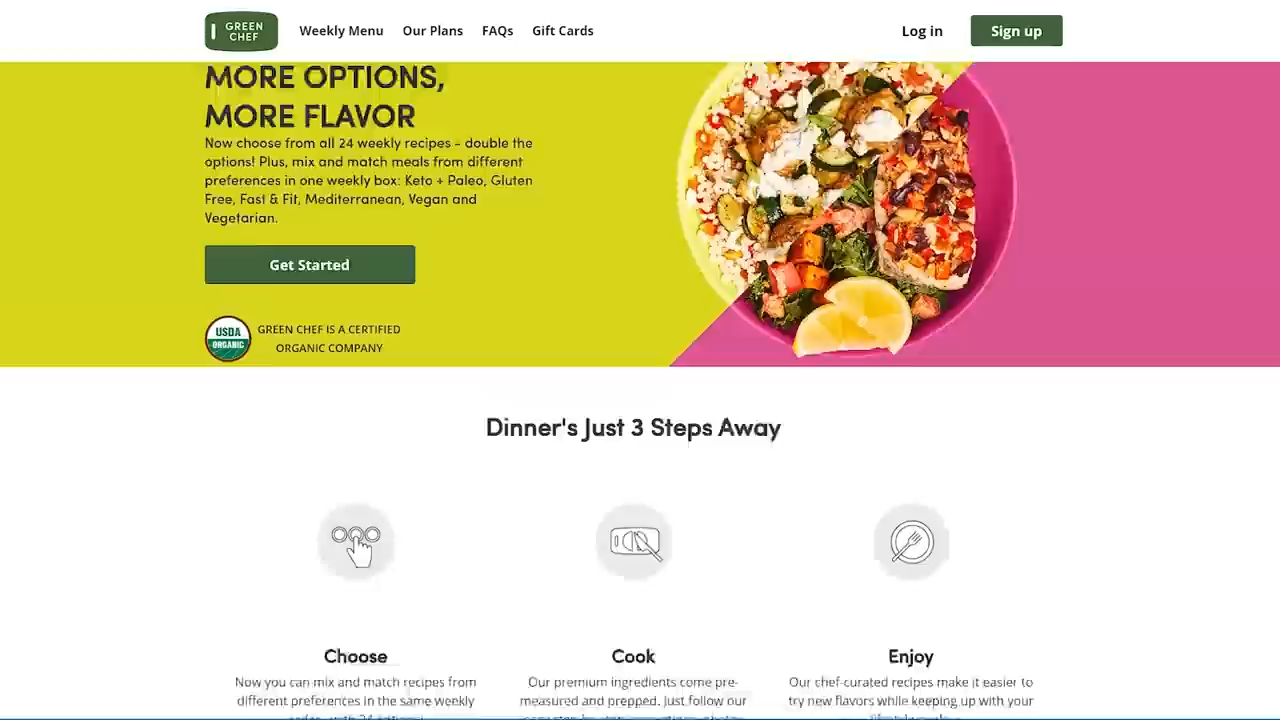 GREEN
CHEF
Weekly Menu Our Plans FAQs Gift Cards
Log in Sign up
MORE OPTIONS,
MORE FLAVOR
Now choose from all 24 weekly recipes - double the
options! Plus, mix and match meals from different
preferences in one weekly box: Keto + Paleo, Gluten
Free, Fast & Fit, Mediterranean, Vegan and
Vegetarian.
Get Started
USDA
ORGANIC
GREEN CHEF IS A CERTIFIED
ORGANIC COMPANY
Dinner's Just 3 Steps Away
Choose
Now you can mix and match recipes from
different preferences in the same weekly
Cook
Our premium ingredients come pre-
measured and prepped. Just follow our
Enjoy
Our chef-curated recipes make it easier to
try new flavors while keeping up with your